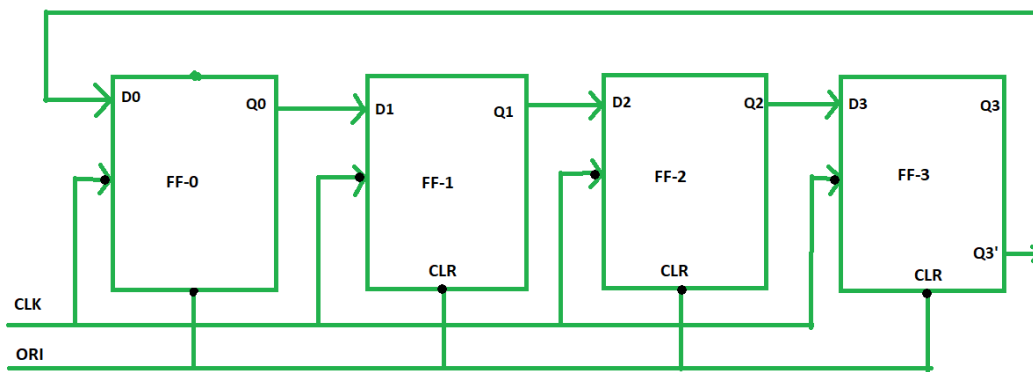 D0
Q0
FF-0
D1
Q1
FF-1
CLR
D2
Q2
FF-2
CLR
D3
Q3
FF-3
Q3'
CLR
CLK
ORI